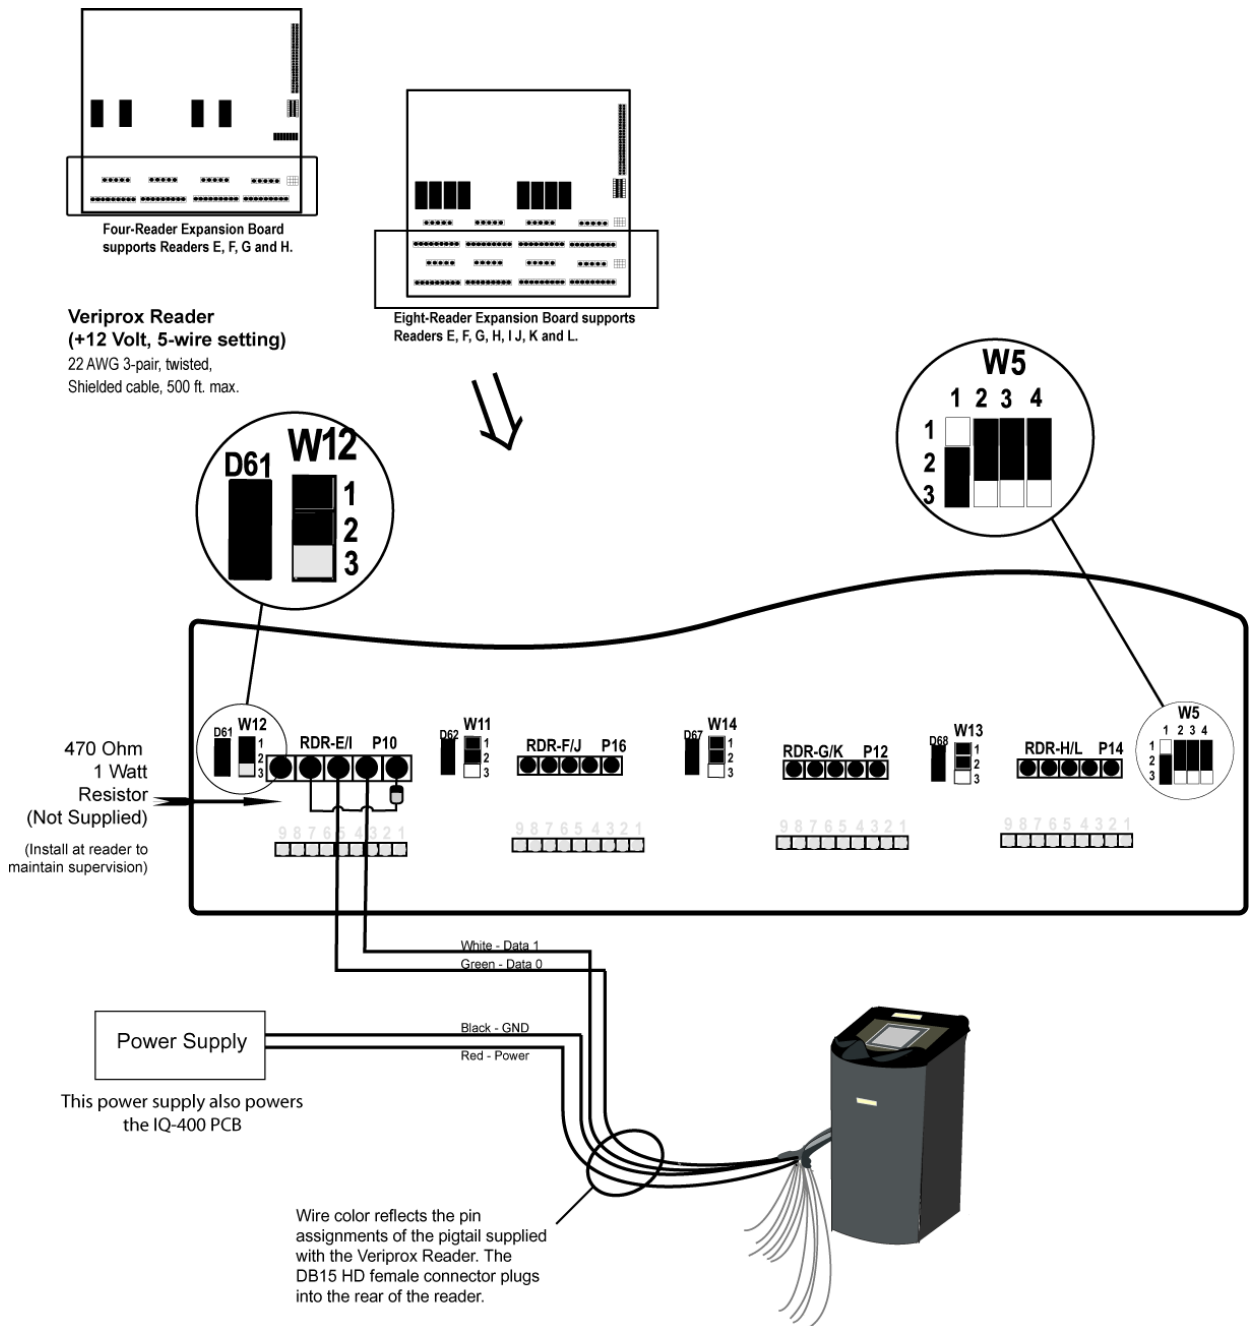 Four-Reader Expansion Board
supports Readers E, F, G and H.
Eight-Reader Expansion Board supports
Readers E, F, G, H, I J, K and L.
Veriprox Reader
(+12 Volt, 5-wire setting)
22 AWG 3-pair, twisted,
Shielded cable, 500 ft. max.
W12
D61
1
2
3
W5
1 2 3 4
1
2
3
D61
W12
1
2
3
RDR-E/I P10
D62
W11
1
2
3
RDR-F/J P16
D67
W14
1
2
3
RDR-G/K P12
D68
W13
1
2
3
RDR-H/L P14
W5
1 2 3 4
1
2
3
470 Ohm
1 Watt
Resistor
(Not Supplied)
(Install at reader to
maintain supervision)
9 8 7 6 5 4 3 2 1
9 8 7 6 5 4 3 2 1
9 8 7 6 5 4 3 2 1
9 8 7 6 5 4 3 2 1
White - Data 1
Green - Data 0
Black - GND
Red - Power
Power Supply
This power supply also powers
the IQ-400 PCB
Wire color reflects the pin
assignments of the pigtail supplied
with the Veriprox Reader. The
DB15 HD female connector plugs
into the rear of the reader.